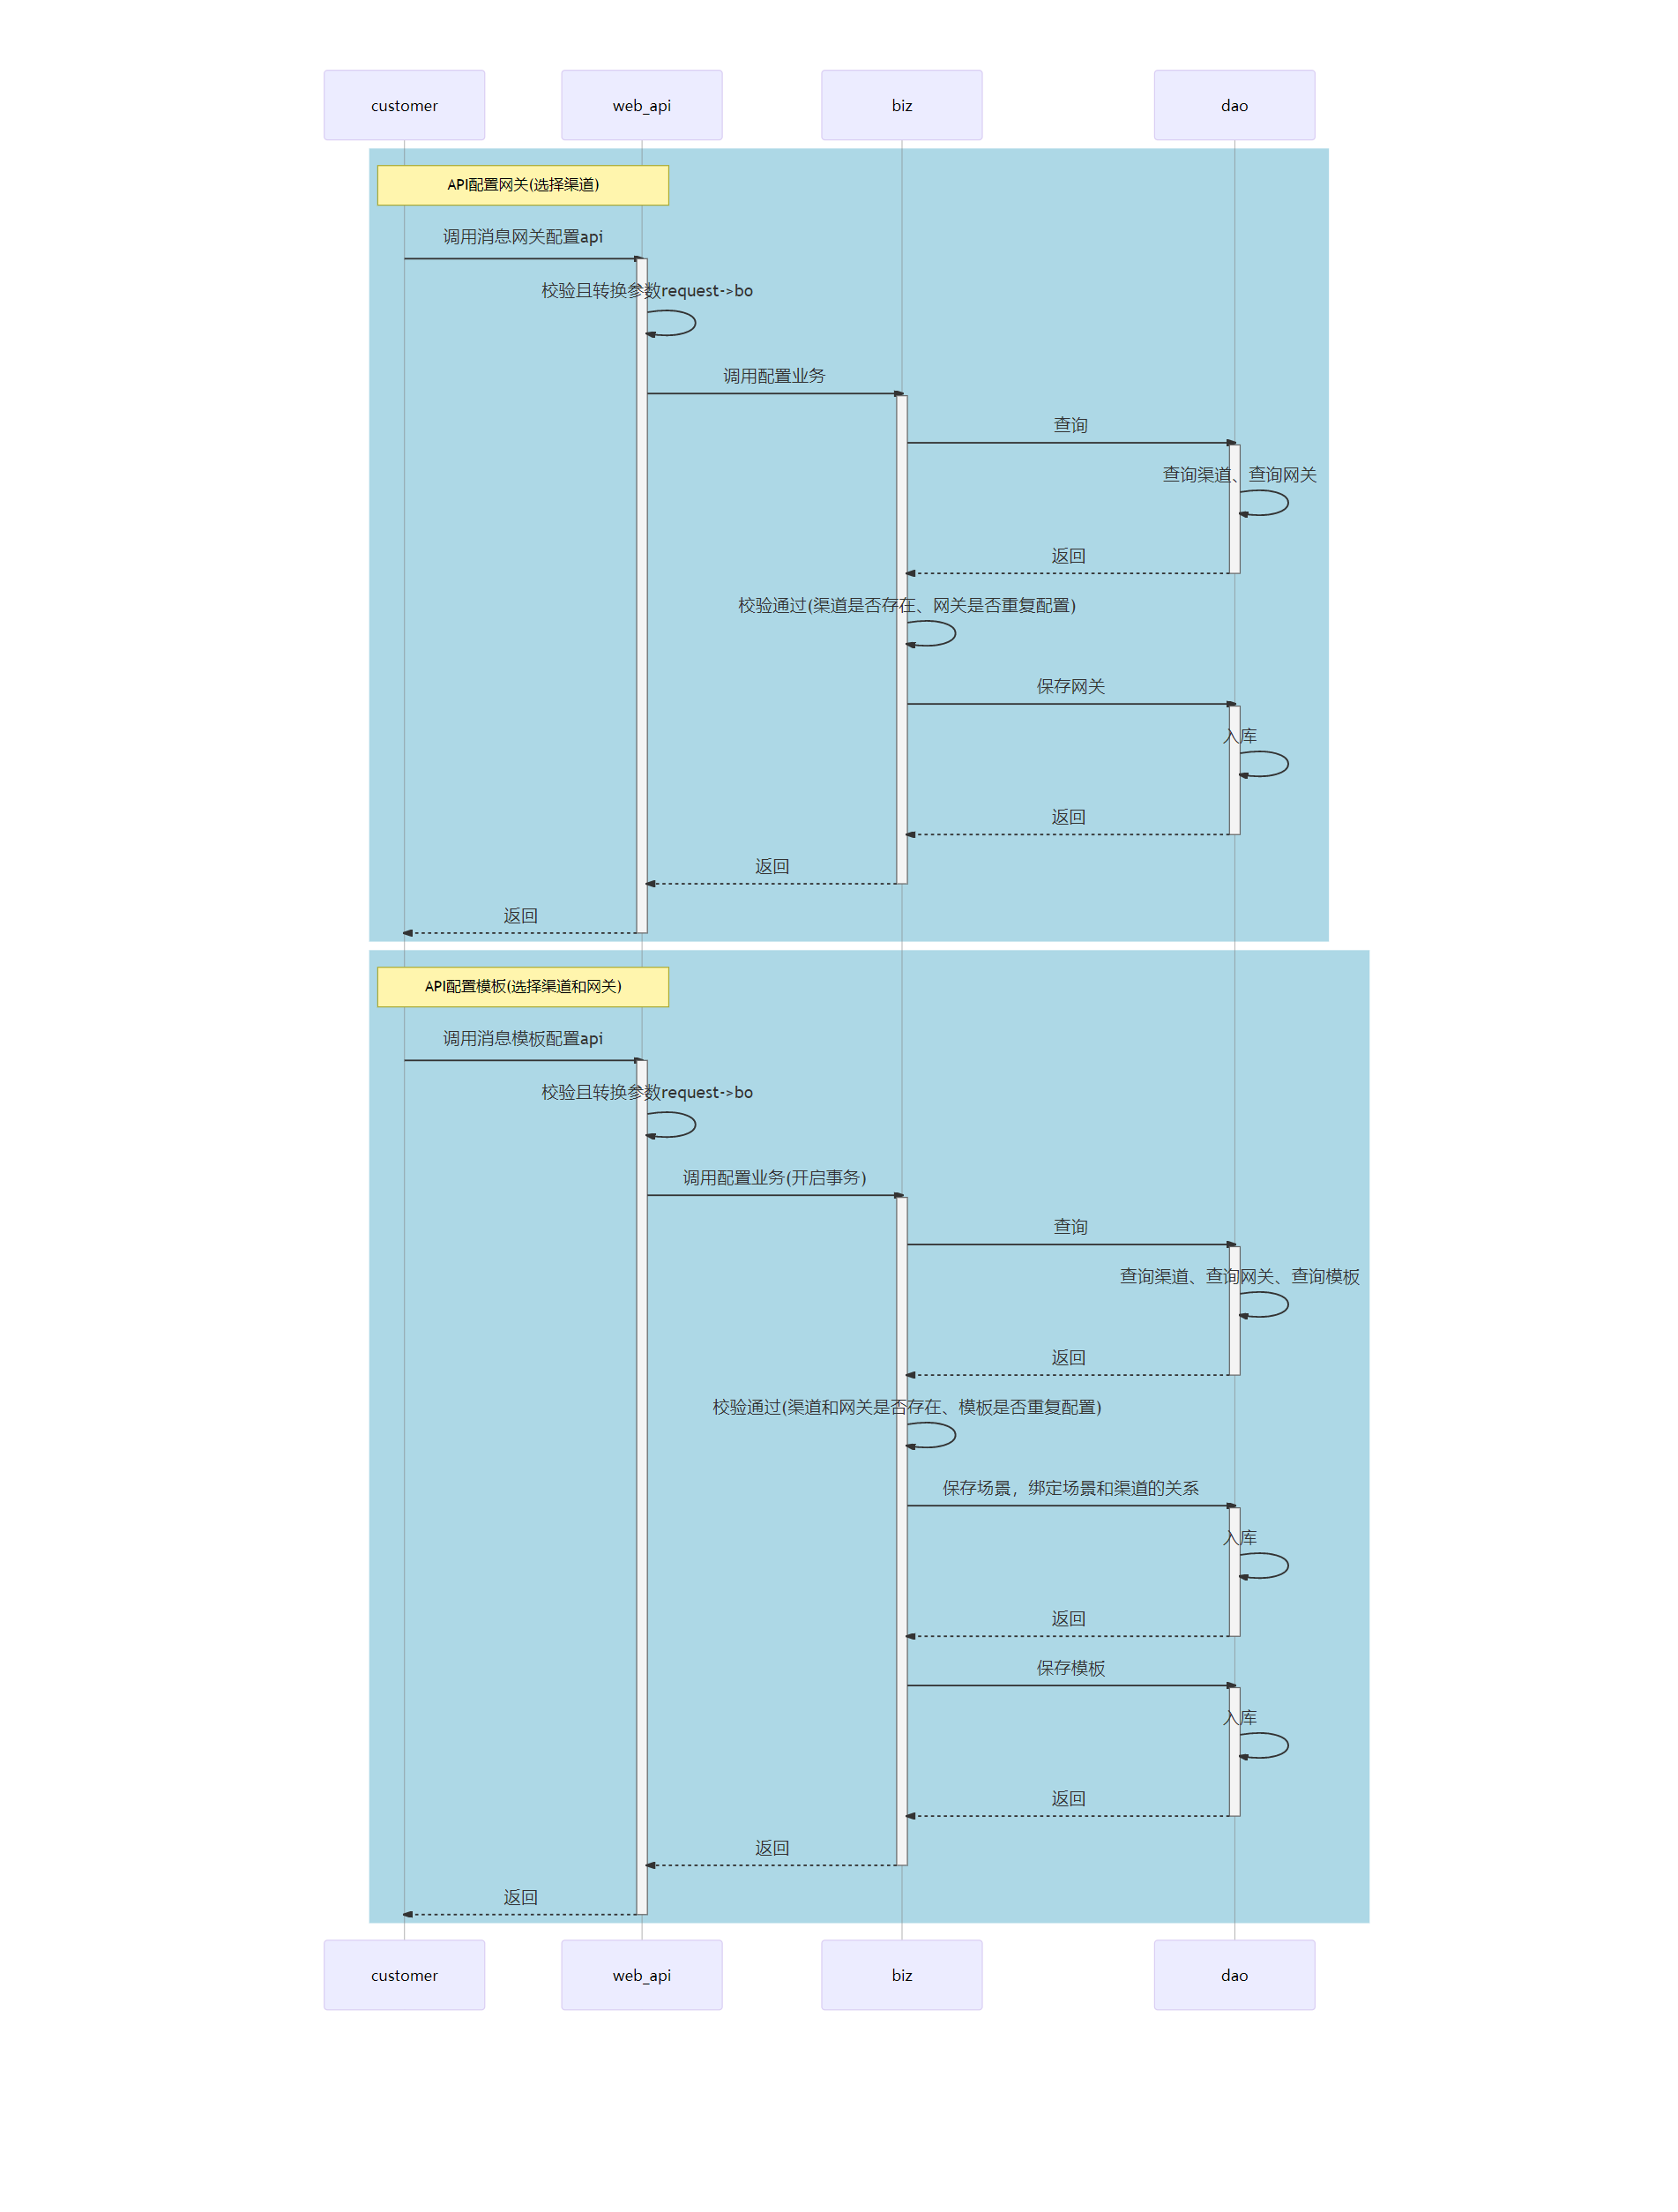 customer
web_api
biz
dao
API配置网关(选择渠道)
调用消息网关配置api
校验且转换参数request->bo
调用配置业务
查询
查询渠道、查询网关
返回
校验通过(渠道是否存在、网关是否重复配置)
保存网关
入库
返回
返回
返回
API配置模板(选择渠道和网关)
调用消息模板配置api
校验且转换参数request->bo
调用配置业务(开启事务)
查询
查询渠道、查询网关、查询模板
返回
校验通过(渠道和网关是否存在、模板是否重复配置)
保存场景，绑定场景和渠道的关系
入库
返回
保存模板
入库
返回
返回
返回
customer
web_api
biz
dao